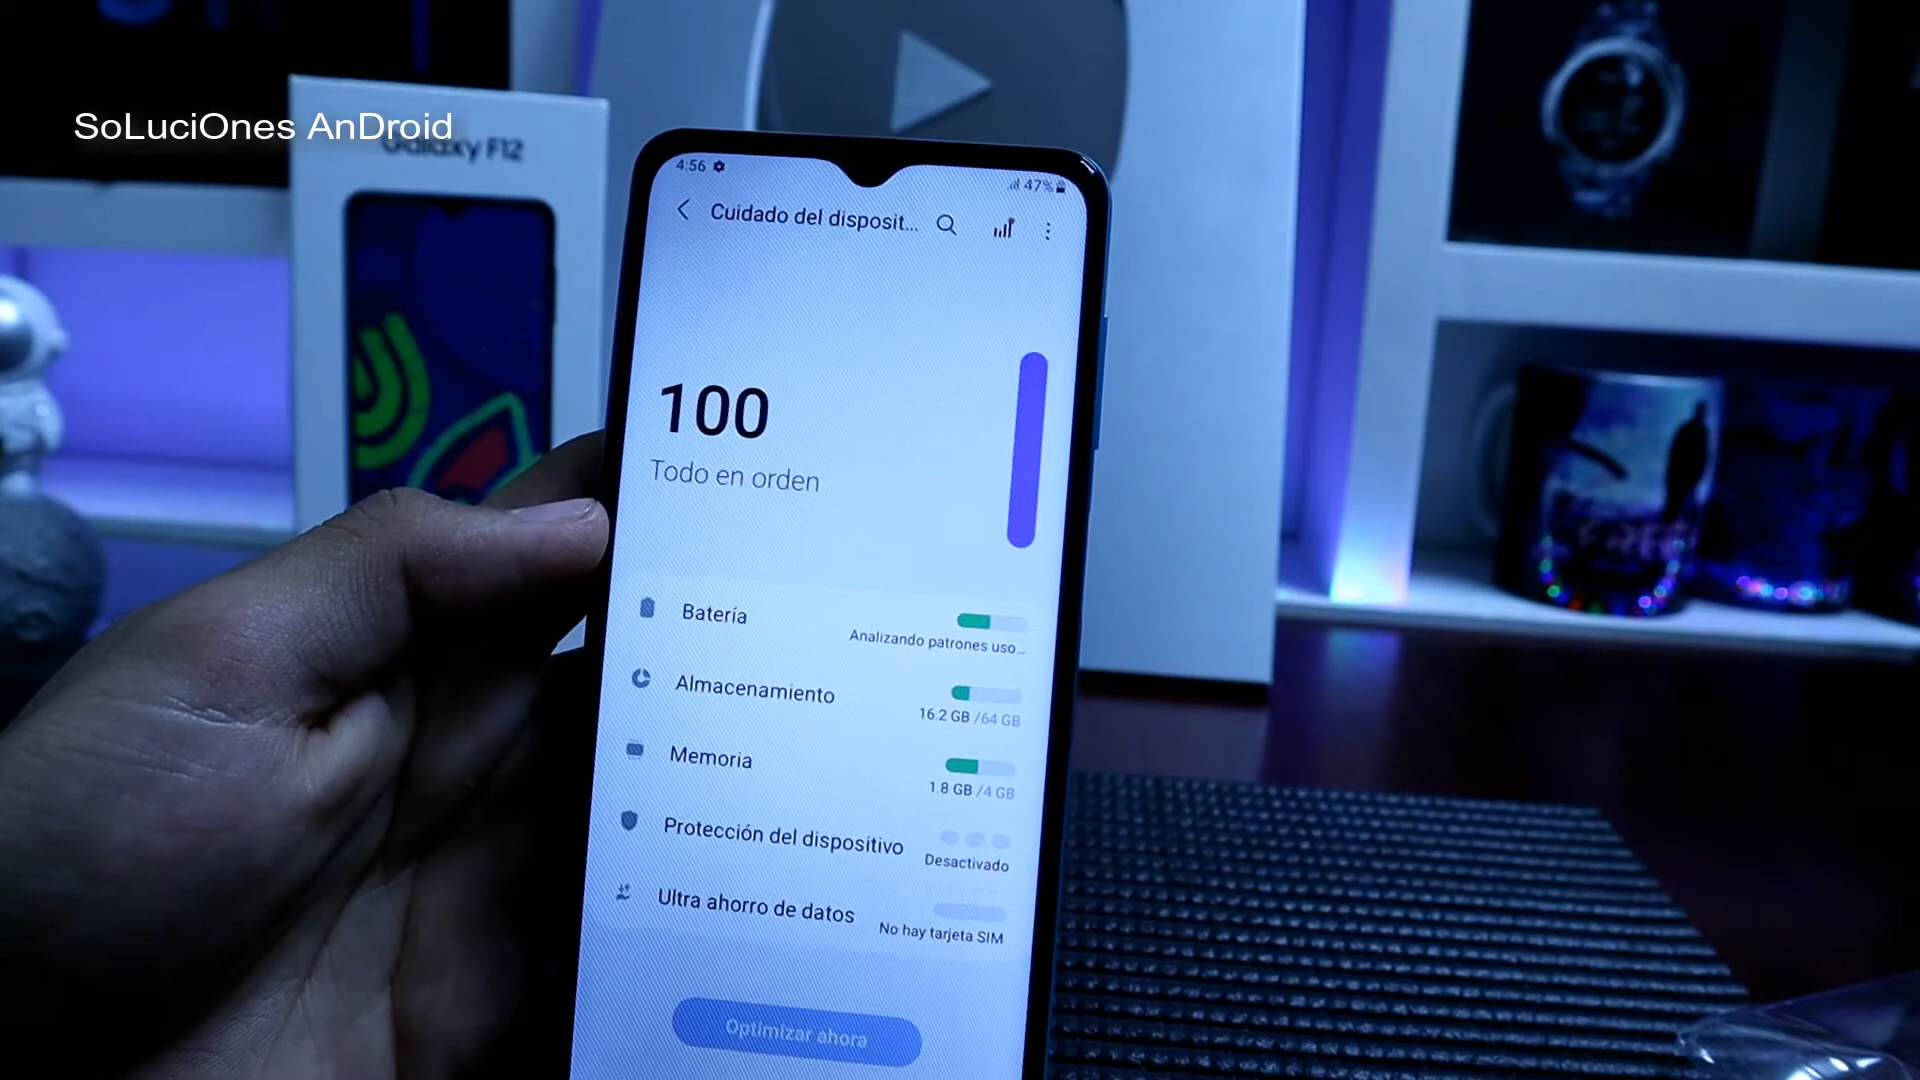 SoLuciOnes AnDroid
Galaxy F12
4:56
47%
Cuidado del disposit...
100
Todo en orden
Batería
Analizando patrones uso...
Almacenamiento
16.2 GB /64 GB
Memoria
1.8 GB /4 GB
Protección del dispositivo
Desactivado
Ultra ahorro de datos
No hay tarjeta SIM
Optimizar ahora